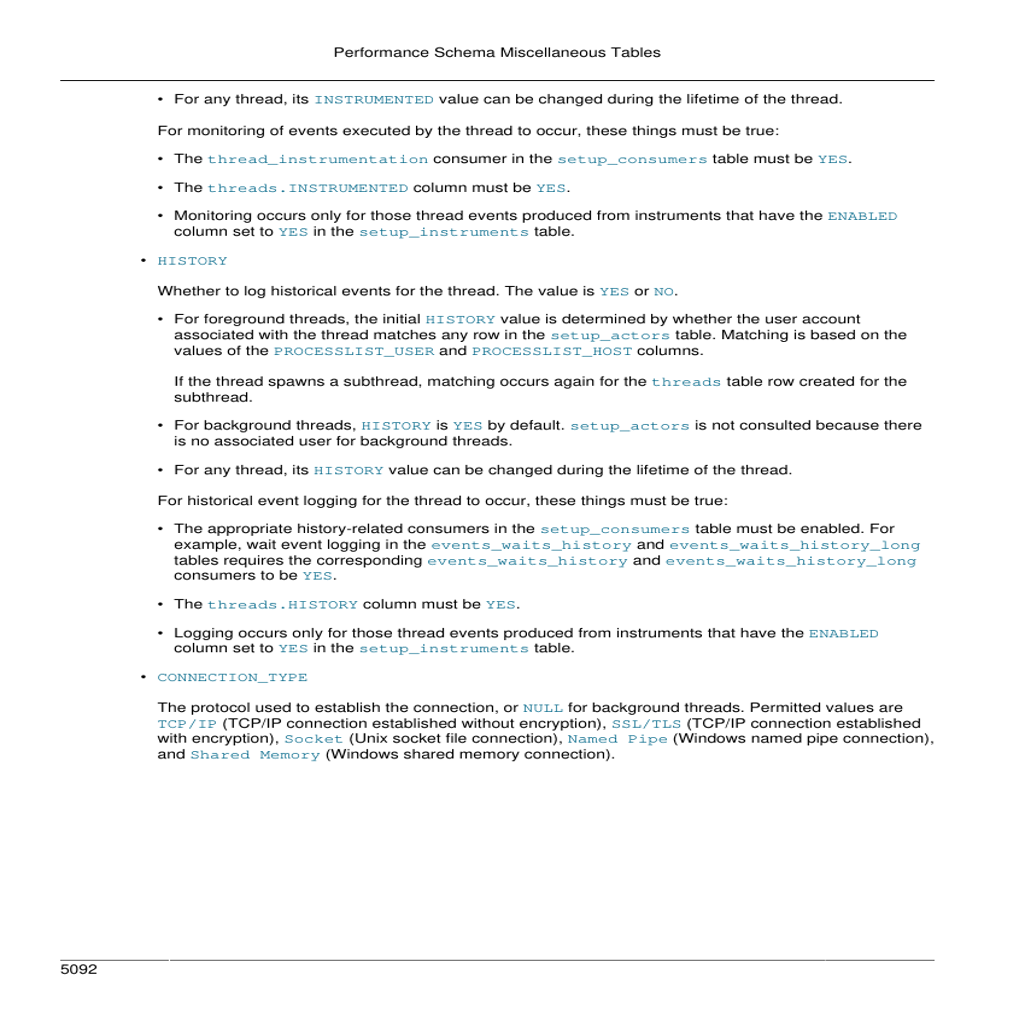 Performance Schema Miscellaneous Tables
• For any thread, its INSTRUMENTED value can be changed during the lifetime of the thread.
For monitoring of events executed by the thread to occur, these things must be true:
• The thread_instrumentation consumer in the setup_consumers table must be YES.
• The threads.INSTRUMENTED column must be YES.
• Monitoring occurs only for those thread events produced from instruments that have the ENABLED
column set to YES in the setup_instruments table.
• HISTORY
Whether to log historical events for the thread. The value is YES or NO.
• For foreground threads, the initial HISTORY value is determined by whether the user account
associated with the thread matches any row in the setup_actors table. Matching is based on the
values of the PROCESSLIST_USER and PROCESSLIST_HOST columns.
If the thread spawns a subthread, matching occurs again for the threads table row created for the
subthread.
• For background threads, HISTORY is YES by default. setup_actors is not consulted because there
is no associated user for background threads.
• For any thread, its HISTORY value can be changed during the lifetime of the thread.
For historical event logging for the thread to occur, these things must be true:
• The appropriate history-related consumers in the setup_consumers table must be enabled. For
example, wait event logging in the events_waits_history and events_waits_history_long
tables requires the corresponding events_waits_history and events_waits_history_long
consumers to be YES.
• The threads.HISTORY column must be YES.
• Logging occurs only for those thread events produced from instruments that have the ENABLED
column set to YES in the setup_instruments table.
• CONNECTION_TYPE
The protocol used to establish the connection, or NULL for background threads. Permitted values are
TCP/IP (TCP/IP connection established without encryption), SSL/TLS (TCP/IP connection established
with encryption), Socket (Unix socket file connection), Named Pipe (Windows named pipe connection),
and Shared Memory (Windows shared memory connection).
5092